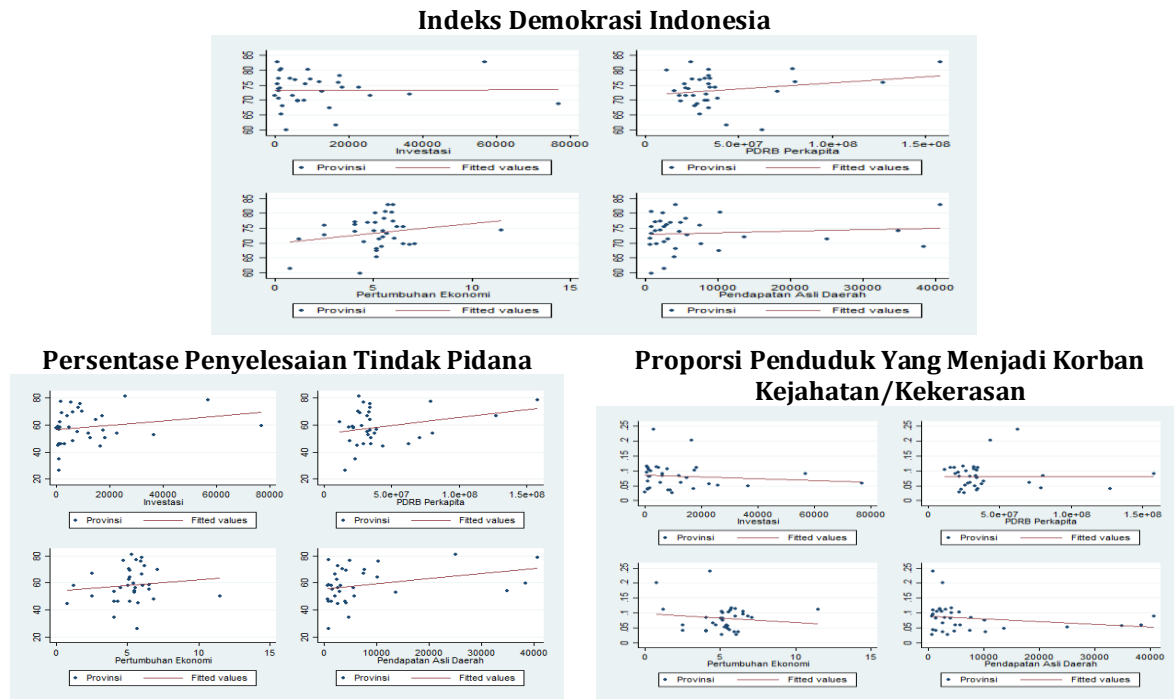 Indeks Demokrasi Indonesia
60 65 70 75 80 85
0 20000 40000 60000 80000
Investasi
Provinsi Fitted values
60 65 70 75 80 85
5.0e+07 1.0e+08 1.5e+08
PDRB Perkapita
Provinsi Fitted values
60 65 70 75 80 85
0 5 10 15
Pertumbuhan Ekonomi
Provinsi Fitted values
60 65 70 75 80 85
0 10000 20000 30000 40000
Pendapatan Asli Daerah
Provinsi Fitted values
Persentase Penyelesaian Tindak Pidana
20 40 60 80
0 20000 40000 60000 80000
Investasi
Provinsi Fitted values
20 40 60 80
0 5.0e+07 1.0e+08 1.5e+08
PDRB Perkapita
Provinsi Fitted values
20 40 60 80
0 5 10 15
Pertumbuhan Ekonomi
Provinsi Fitted values
20 40 60 80
0 10000 20000 30000 40000
Pendapatan Asli Daerah
Provinsi Fitted values
Proporsi Penduduk Yang Menjadi Korban
Kejahatan/Kekerasan
0 .05 .1 .15 .2 .25
0 20000 40000 60000 80000
Investasi
Provinsi Fitted values
0 .05 .1 .15 .2 .25
0 5.0e+07 1.0e+08 1.5e+08
PDRB Perkapita
Provinsi Fitted values
0 .05 .1 .15 .2 .25
0 5 10 15
Pertumbuhan Ekonomi
Provinsi Fitted values
0 .05 .1 .15 .2 .25
0 10000 20000 30000 40000
Pendapatan Asli Daerah
Provinsi Fitted values